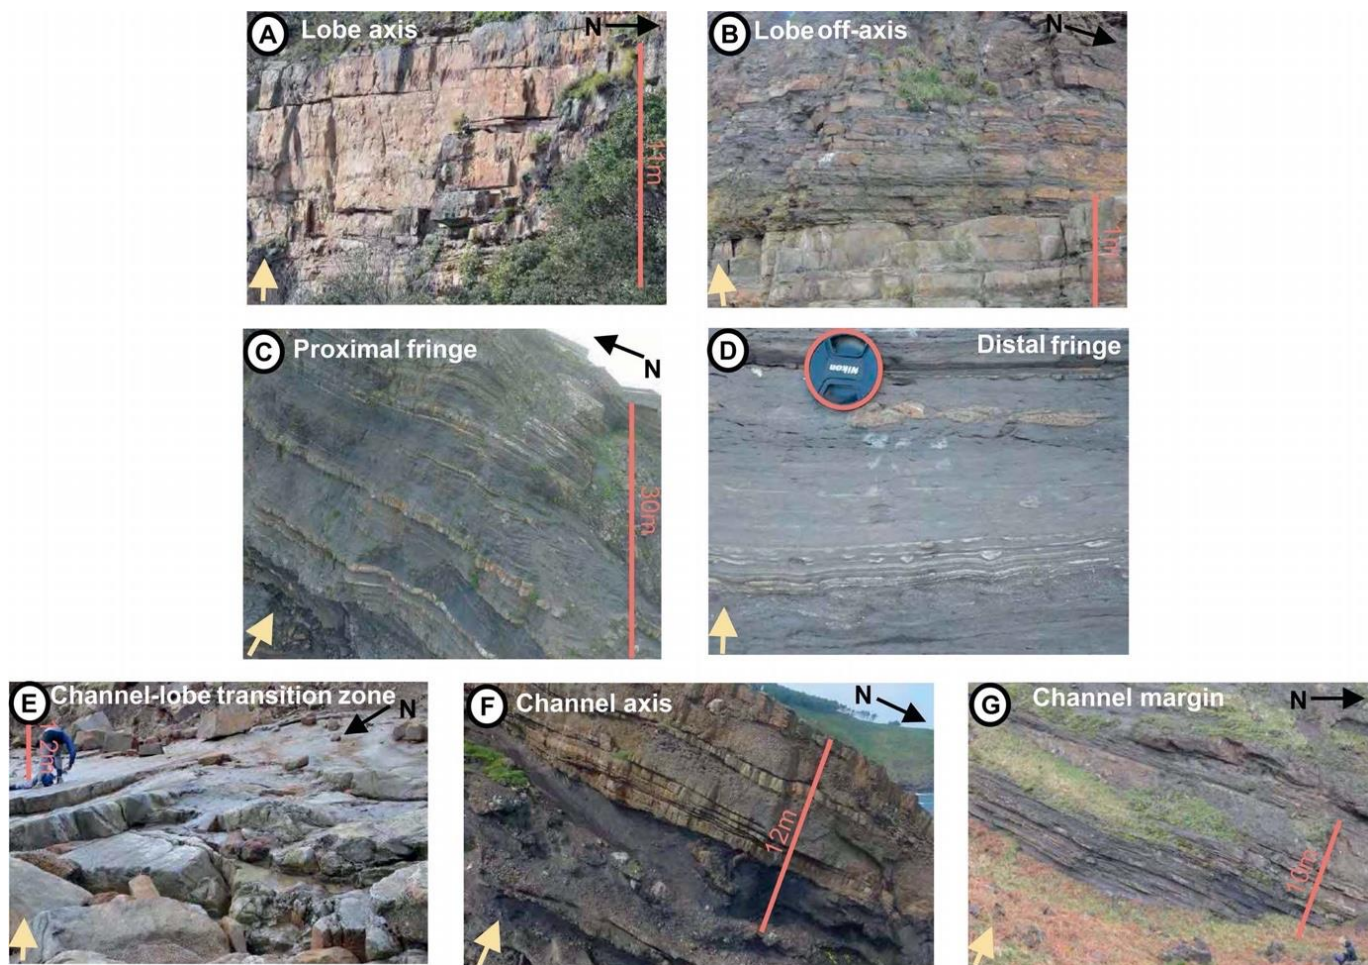 A Lobe axis N
11m
B Lobe off-axis N
1m
C Proximal fringe N
30m
D Distal fringe
Nikon
E Channel-lobe transition zone N
2m
F Channel axis N
12m
G Channel margin N
10m